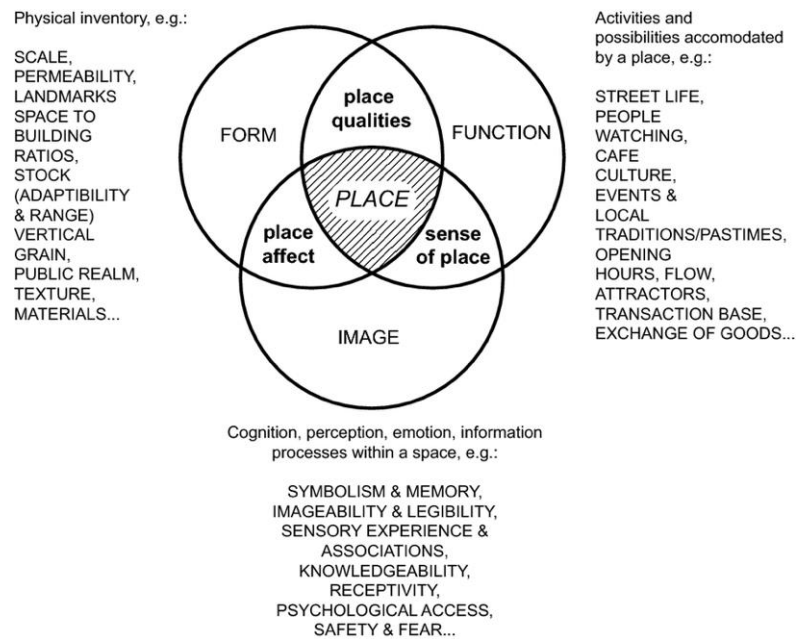 Physical inventory, e.g.:
SCALE,
PERMEABILITY,
LANDMARKS
SPACE TO
BUILDING
RATIOS,
STOCK
(ADAPTIBILITY
& RANGE)
VERTICAL
GRAIN,
PUBLIC REALM,
TEXTURE,
MATERIALS...
FORM
place
qualities
FUNCTION
PLACE
place
affect
sense
of place
IMAGE
Activities and
possibilities accomodated
by a place, e.g.:
STREET LIFE,
PEOPLE
WATCHING,
CAFE
CULTURE,
EVENTS &
LOCAL
TRADITIONS/PASTIMES,
OPENING
HOURS, FLOW,
ATTRACTORS,
TRANSACTION BASE,
EXCHANGE OF GOODS...
Cognition, perception, emotion, information
processes within a space, e.g.:
SYMBOLISM & MEMORY,
IMAGEABILITY & LEGIBILITY,
SENSORY EXPERIENCE &
ASSOCIATIONS,
KNOWLEDGEABILITY,
RECEPTIVITY,
PSYCHOLOGICAL ACCESS,
SAFETY & FEAR...